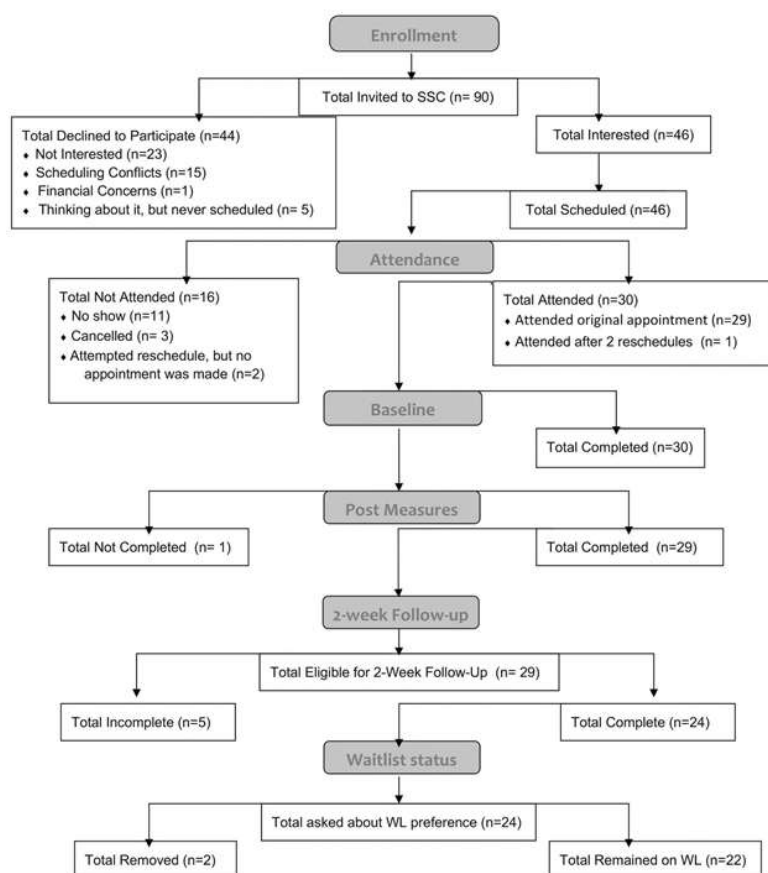 Enrollment
Total Invited to SSC (n= 90)
Total Declined to Participate (n=44)
♦ Not Interested (n=23)
♦ Scheduling Conflicts (n=15)
♦ Financial Concerns (n=1)
♦ Thinking about it, but never scheduled (n= 5)
Total Interested (n=46)
Total Scheduled (n=46)
Attendance
Total Not Attended (n=16)
♦ No show (n=11)
♦ Cancelled (n= 3)
♦ Attempted reschedule, but no
appointment was made (n=2)
Total Attended (n=30)
♦ Attended original appointment (n=29)
♦ Attended after 2 reschedules (n= 1)
Baseline
Total Completed (n=30)
Post Measures
Total Not Completed (n= 1)
Total Completed (n=29)
2-week Follow-up
Total Eligible for 2-Week Follow-Up (n= 29)
Total Incomplete (n=5)
Total Complete (n=24)
Waitlist status
Total asked about WL preference (n=24)
Total Removed (n=2)
Total Remained on WL (n=22)